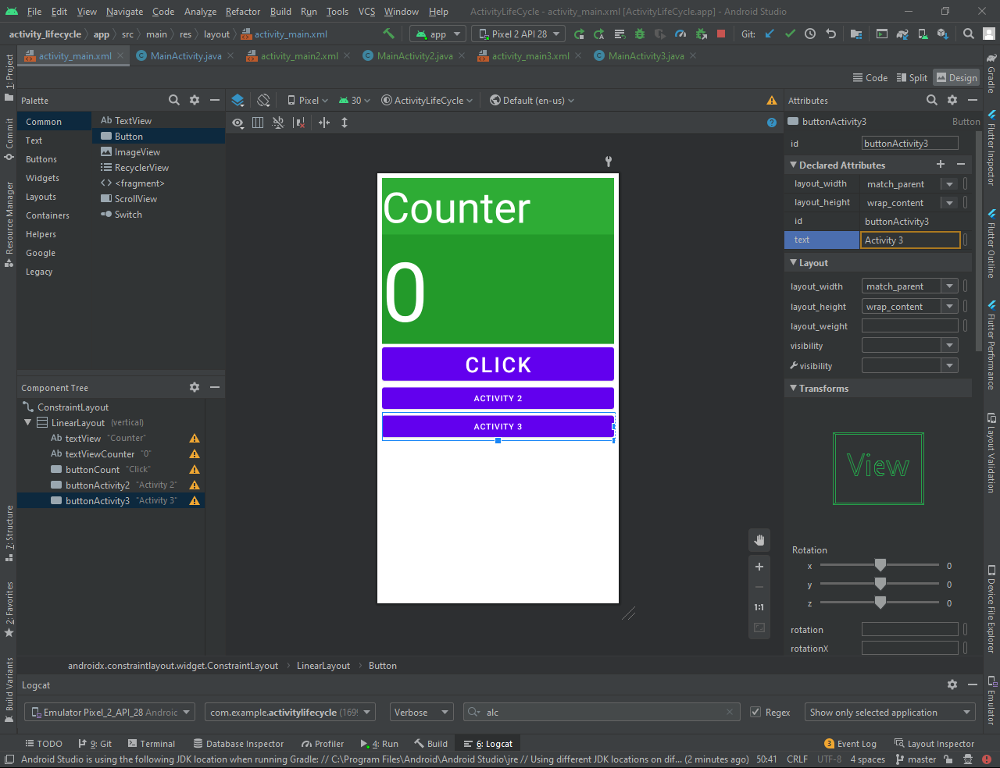 File Edit View Navigate Code Analyze Refactor Build Run Tools VCS Window Help ActivityLifeCycle - activity_main.xml [ActivityLifeCycle.app] - Android Studio
activity_lifecycle app src main res layout activity_main.xml app Pixel 2 API 28 Git:
activity_main.xml MainActivity.java activity_main2.xml MainActivity2.java activity_main3.xml MainActivity3.java
Code Split Design
Palette
Common
Text
Buttons
Widgets
Layouts
Containers
Helpers
Google
Legacy
Ab TextView
Button
ImageView
RecyclerView
<fragment>
ScrollView
Switch
Pixel 30 ActivityLifeCycle Default (en-us)
Counter
0
CLICK
ACTIVITY 2
ACTIVITY 3
1:1
Component Tree
ConstraintLayout
LinearLayout (vertical)
Ab textView "Counter"
Ab textViewCounter "0"
buttonCount "Click"
buttonActivity2 "Activity 2"
buttonActivity3 "Activity 3"
Attributes
buttonActivity3 Button
id buttonActivity3
Declared Attributes
layout_width match_parent
layout_height wrap_content
id buttonActivity3
text Activity 3
Layout
layout_width match_parent
layout_height wrap_content
layout_weight
visibility
visibility
Transforms
View
Rotation
x 0
y 0
z 0
rotation
rotationX
1: Project
Commit
Resource Manager
7: Structure
2: Favorites
Build Variants
Gradle
Flutter Inspector
Flutter Outline
Flutter Performance
Layout Validation
Device File Explorer
Emulator
androidx.constraintlayout.widget.ConstraintLayout LinearLayout Button
Logcat
Emulator Pixel_2_API_28 Androic com.example.activitylifecycle (169 Verbose alc Regex Show only selected application
TODO 9: Git Terminal Database Inspector Profiler 4: Run Build 6: Logcat 3 Event Log Layout Inspector
Android Studio is using the following JDK location when running Gradle: // C:\Program Files\Android\Android Studio\jre // Using different JDK locations on dif... (2 minutes ago) 50:41 CRLF UTF-8 4 spaces master